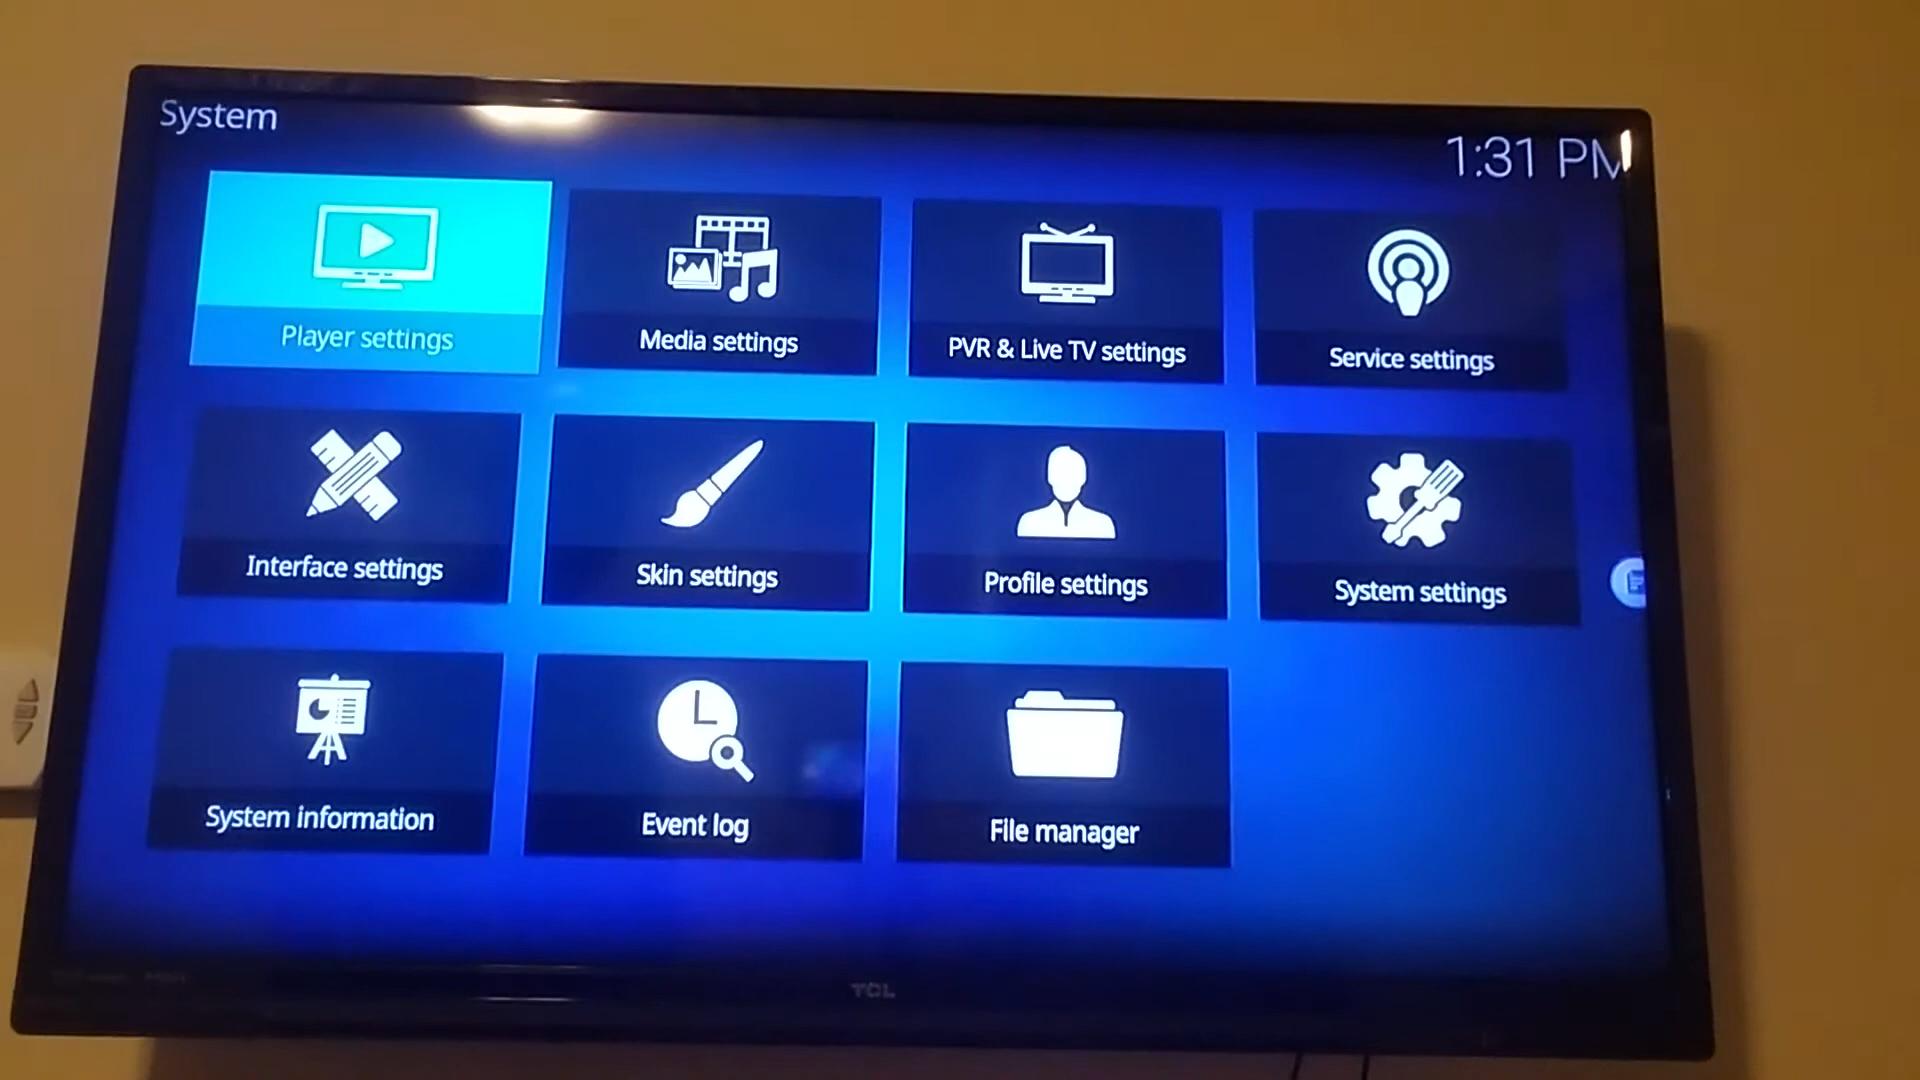 System
1:31 PM
Player settings
Media settings
PVR & Live TV settings
Service settings
Interface settings
Skin settings
Profile settings
System settings
System information
Event log
File manager
TCL